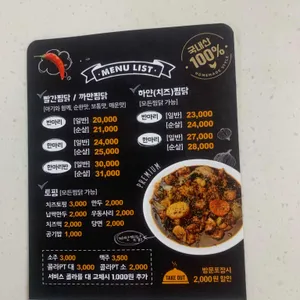 MENU LIST
국내산
100%
HOMEMADE STYLE
빨간찜닭 / 까만찜닭
[아기와 함께, 순한맛, 보통맛, 매운맛]
반마리 [일반] 20,000
[순살] 21,000
한마리 [일반] 24,000
[순살] 25,000
한마리반 [일반] 30,000
[순살] 31,000
하얀(치즈)찜닭
[모든찜닭 가능]
반마리 [일반] 23,000
[순살] 24,000
한마리 [일반] 27,000
[순살] 28,000
토핑 [모든찜닭 가능]
치즈토핑 3,000 만두 2,000
납작만두 2,000 우동사리 2,000
치즈떡 2,000 당면 2,000
공기밥 1,000
PREMIUM
소주 3,000 맥주 3,500
콜라PT 대 3,000 콜라PT 소 2,000
서비스 콜라를 대 교체시 1,000원 추가
TAKE OUT
방문포장시
2,000원 할인